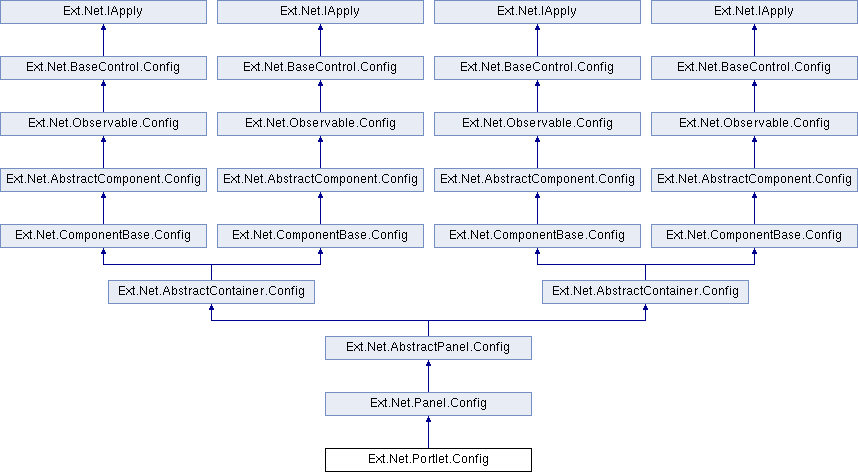 Ext.Net.IApply Ext.Net.IApply Ext.Net.IApply Ext.Net.IApply
Ext.Net.BaseControl.Config Ext.Net.BaseControl.Config Ext.Net.BaseControl.Config Ext.Net.BaseControl.Config
Ext.Net.Observable.Config Ext.Net.Observable.Config Ext.Net.Observable.Config Ext.Net.Observable.Config
Ext.Net.AbstractComponent.Config Ext.Net.AbstractComponent.Config Ext.Net.AbstractComponent.Config Ext.Net.AbstractComponent.Config
Ext.Net.ComponentBase.Config Ext.Net.ComponentBase.Config Ext.Net.ComponentBase.Config Ext.Net.ComponentBase.Config
Ext.Net.AbstractContainer.Config Ext.Net.AbstractContainer.Config
Ext.Net.AbstractPanel.Config
Ext.Net.Panel.Config
Ext.Net.Portlet.Config